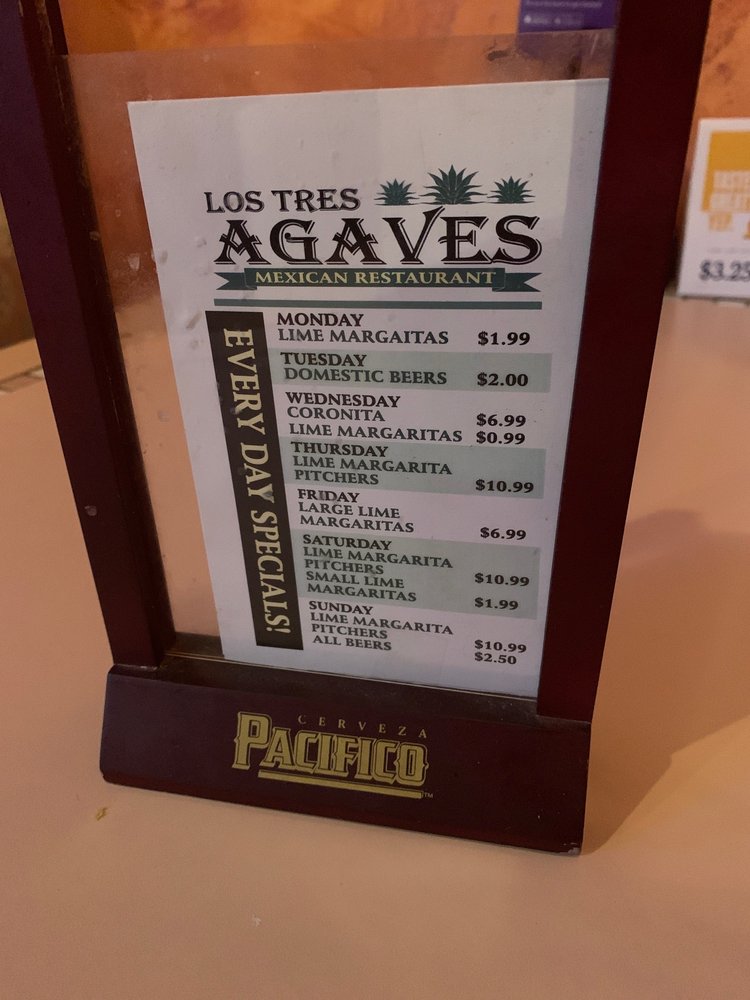 LOS TRES
AGAVES
MEXICAN RESTAURANT
EVERY DAY SPECIALS!
MONDAY
LIME MARGAITAS $1.99
TUESDAY
DOMESTIC BEERS $2.00
WEDNESDAY
CORONITA $6.99
LIME MARGARITAS $0.99
THURSDAY
LIME MARGARITA
PITCHERS $10.99
FRIDAY
LARGE LIME
MARGARITAS $6.99
SATURDAY
LIME MARGARITA
PITCHERS $10.99
SMALL LIME
MARGARITAS $1.99
SUNDAY
LIME MARGARITA
PITCHERS $10.99
ALL BEERS $2.50
CERVEZA
PACIFICO™
$3.25